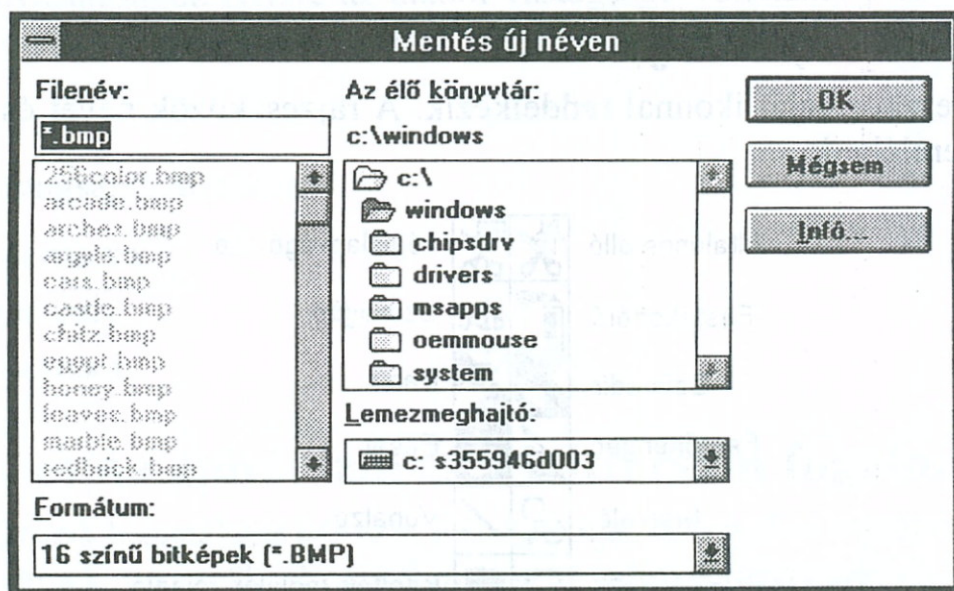 Mentés új néven
Filenév:
*.bmp
256color.bmp
arcade.bmp
arches.bmp
argyle.bmp
cars.bmp
castle.bmp
chitz.bmp
egypt.bmp
honey.bmp
leaves.bmp
marble.bmp
redbrick.bmp
Formátum:
16 színű bitképek (*.BMP)
Az élő könyvtár:
c:\windows
c:\
windows
chipsdrv
drivers
msapps
oemmouse
system
Lemezmeghajtó:
c: s355946d003
OK
Mégsem
Infó...